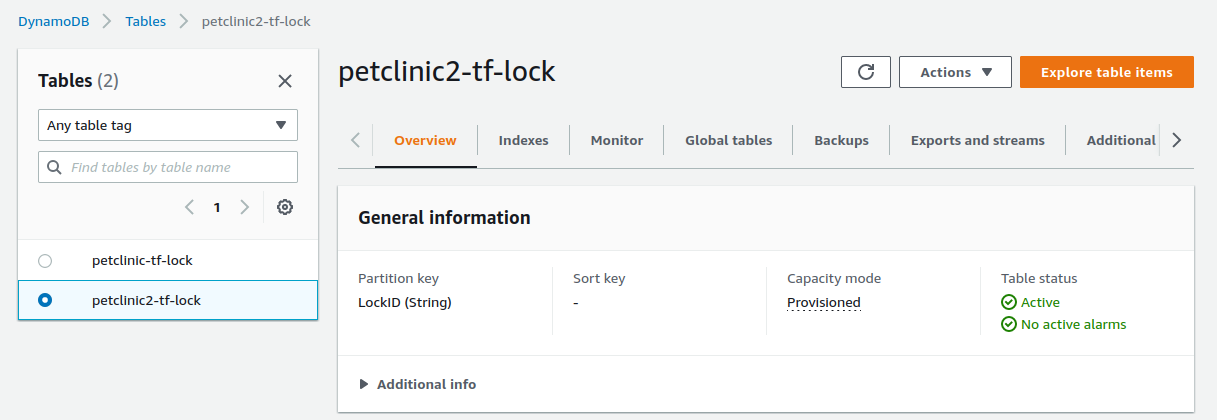 DynamoDB Tables petclinic2-tf-lock
Tables (2)
Any table tag
Find tables by table name
1
petclinic-tf-lock
petclinic2-tf-lock
petclinic2-tf-lock
Actions
Explore table items
Overview Indexes Monitor Global tables Backups Exports and streams Additional
General information
Partition key
LockID (String)
Sort key
-
Capacity mode
Provisioned
Table status
Active
No active alarms
Additional info